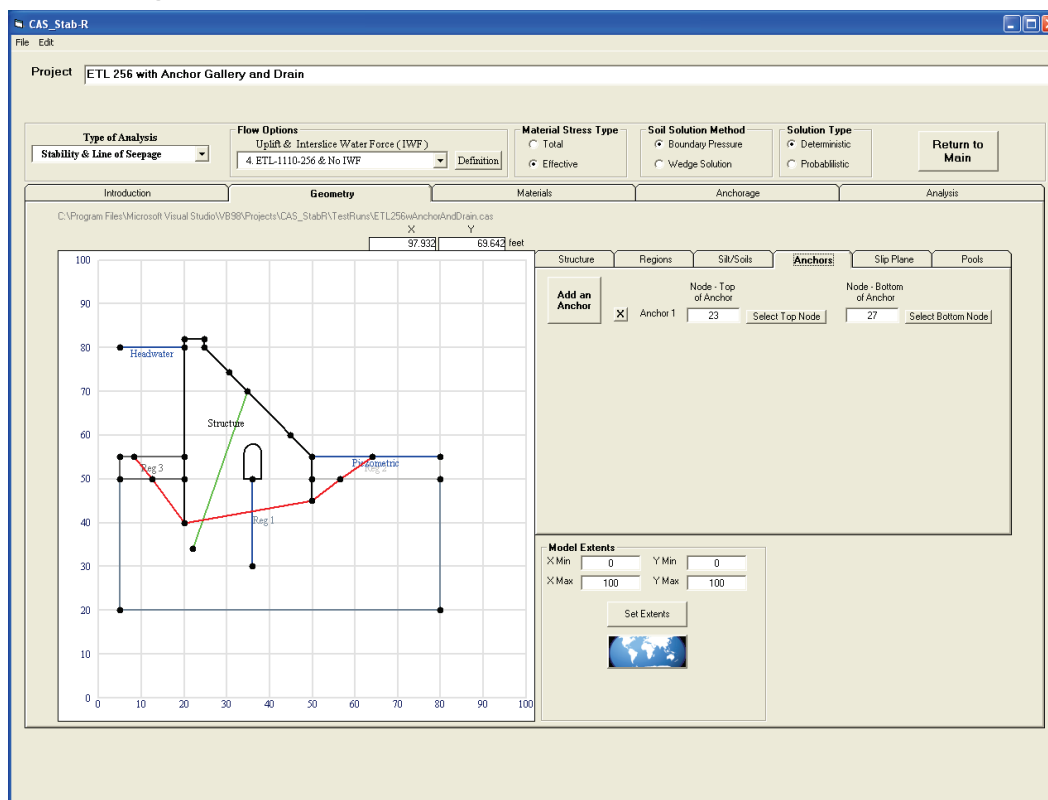 CAS_Stab-R
File Edit
Project ETL 256 with Anchor Gallery and Drain
Type of Analysis
Stability & Line of Seepage
Flow Options
Uplift & Interslice Water Force ( IWF )
4. ETL-1110-256 & No IWF Definition
Material Stress Type
Total
Effective
Soil Solution Method
Boundary Pressure
Wedge Solution
Solution Type
Deterministic
Probabilistic
Return to
Main
Introduction Geometry Materials Anchorage Analysis
C:\Program Files\Microsoft Visual Studio\VB98\Projects\CAS_StabR\TestRuns\ETL256wAnchorAndDrain.cas
X Y
97.932 69.642 feet
100
90
80
70
60
50
40
30
20
10
0
0 10 20 30 40 50 60 70 80 90 100
Headwater
Structure
Piezometric
Reg 3
Reg 2
Reg 1
Structure Regions Silt/Soils Anchors Slip Plane Pools
Add an
Anchor
X Anchor 1
Node - Top
of Anchor
23 Select Top Node
Node - Bottom
of Anchor
27 Select Bottom Node
Model Extents
X Min 0 Y Min 0
X Max 100 Y Max 100
Set Extents